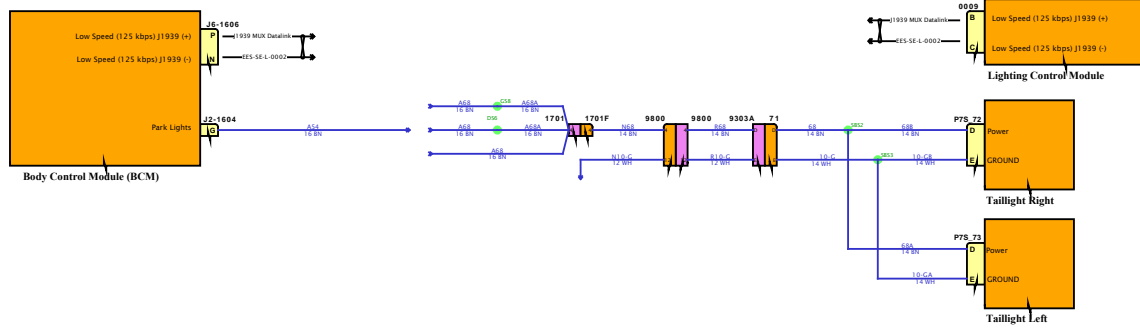 J6-1606
P
Low Speed (125 kbps) J1939 (+)
J1939 MUX Datalink
N
Low Speed (125 kbps) J1939 (-)
EES-SE-L-0002
J2-1604
Park Lights
G
A54
16 BN
Body Control Module (BCM)
0009
B
J1939 MUX Datalink
Low Speed (125 kbps) J1939 (+)
C
EES-SE-L-0002
Low Speed (125 kbps) J1939 (-)
Lighting Control Module
A68
16 BN
GS8
A68A
16 BN
A68
16 BN
DS6
A68A
16 BN
A68
16 BN
1701
1701F
N68
14 BN
N10-G
12 WH
9800
9800
R68
14 BN
R10-G
12 WH
9303A
71
D
D
E
E
68
14 BN
SBS2
68B
14 BN
10-G
14 WH
SBS3
10-GB
14 WH
P7S_72
D
Power
E
GROUND
Taillight Right
P7S_73
68A
14 BN
D
Power
10-GA
14 WH
E
GROUND
Taillight Left